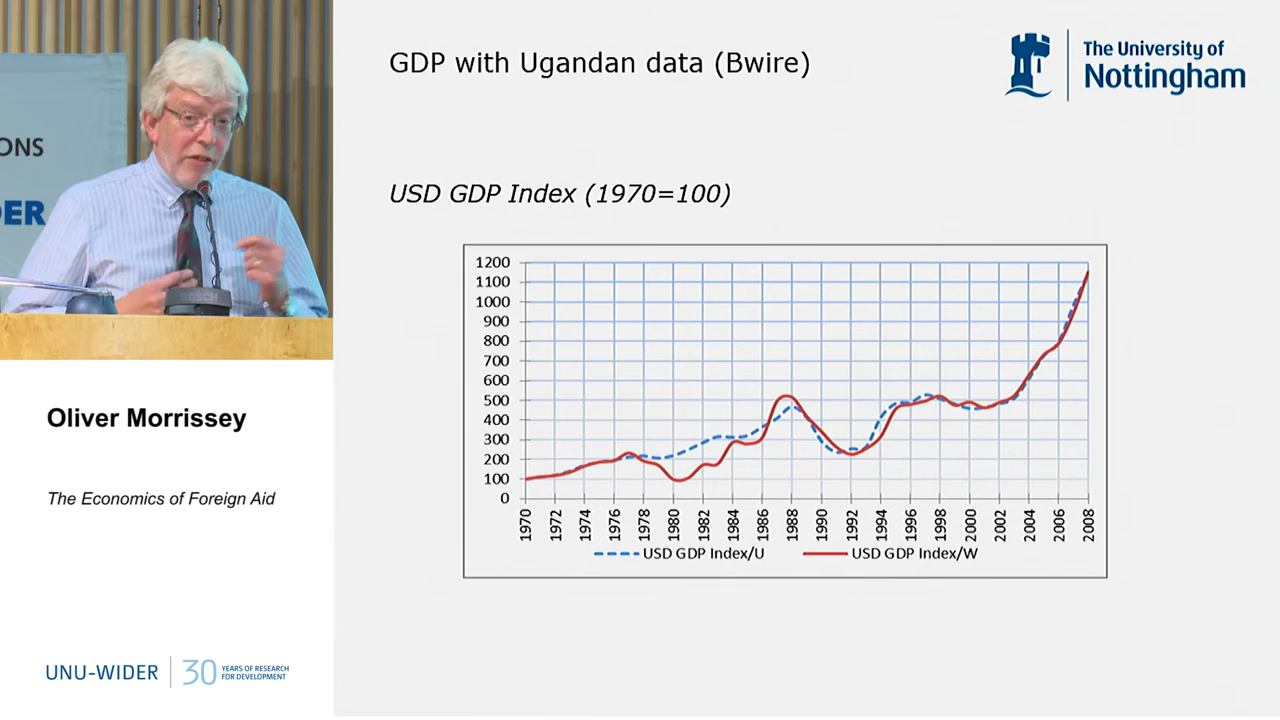 ONS
DER
Oliver Morrissey
The Economics of Foreign Aid
UNU-WIDER
30 YEARS OF RESEARCH
FOR DEVELOPMENT
GDP with Ugandan data (Bwire)
The University of
Nottingham
USD GDP Index (1970=100)
1200
1100
1000
900
800
700
600
500
400
300
200
100
0
1970 1972 1974 1976 1978 1980 1982 1984 1986 1988 1990 1992 1994 1996 1998 2000 2002 2004 2006 2008
USD GDP Index/U USD GDP Index/W